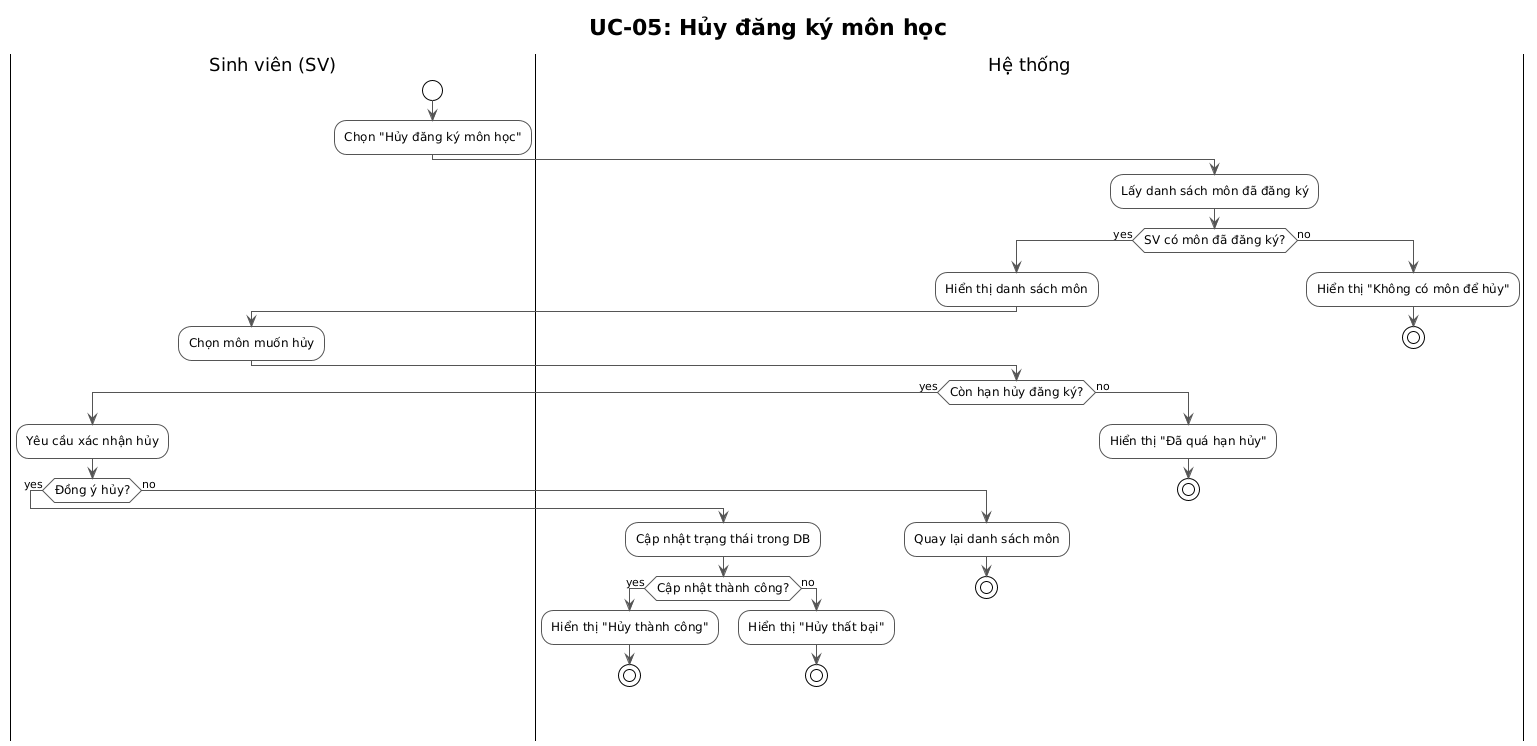 UC-05: Hủy đăng ký môn học
Sinh viên (SV)
Hệ thống
Chọn "Hủy đăng ký môn học"
Lấy danh sách môn đã đăng ký
yes
SV có môn đã đăng ký?
no
Hiển thị danh sách môn
Hiển thị "Không có môn để hủy"
Chọn môn muốn hủy
yes
Còn hạn hủy đăng ký?
no
Yêu cầu xác nhận hủy
Hiển thị "Đã quá hạn hủy"
yes
Đồng ý hủy?
no
Cập nhật trạng thái trong DB
Quay lại danh sách môn
yes
Cập nhật thành công?
no
Hiển thị "Hủy thành công"
Hiển thị "Hủy thất bại"